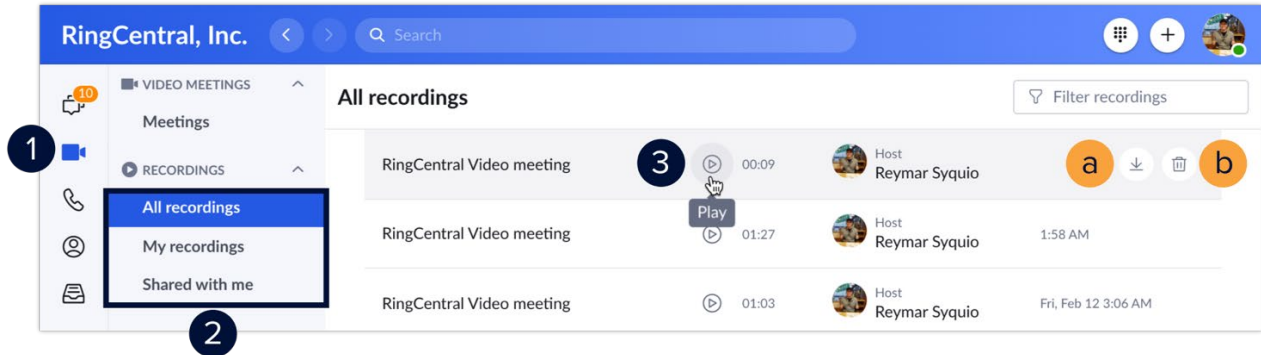 RingCentral, Inc.
Search
10
VIDEO MEETINGS
Meetings
RECORDINGS
All recordings
My recordings
Shared with me
1
2
All recordings
Filter recordings
RingCentral Video meeting 3 00:09 Host Reymar Syquio a b
Play
RingCentral Video meeting 01:27 Host Reymar Syquio 1:58 AM
RingCentral Video meeting 01:03 Host Reymar Syquio Fri, Feb 12 3:06 AM